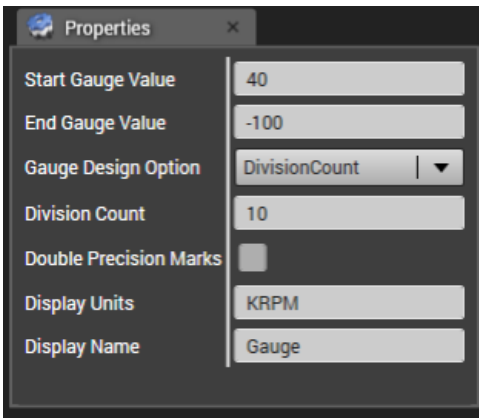 Properties ×
Start Gauge Value 40
End Gauge Value -100
Gauge Design Option DivisionCount
Division Count 10
Double Precision Marks
Display Units KRPM
Display Name Gauge